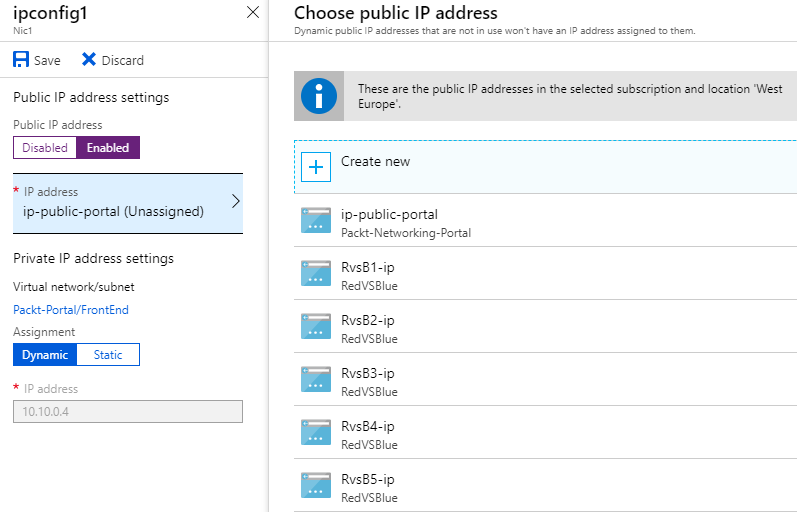 ipconfig1
Nic1
Save
Discard
Public IP address settings
Public IP address
Disabled
Enabled
* IP address
ip-public-portal (Unassigned)
Private IP address settings
Virtual network/subnet
Packt-Portal/FrontEnd
Assignment
Dynamic
Static
* IP address
10.10.0.4
Choose public IP address
Dynamic public IP addresses that are not in use won't have an IP address assigned to them.
These are the public IP addresses in the selected subscription and location 'West
Europe'.
Create new
ip-public-portal
Packt-Networking-Portal
RvsB1-ip
RedVSBlue
RvsB2-ip
RedVSBlue
RvsB3-ip
RedVSBlue
RvsB4-ip
RedVSBlue
RvsB5-ip
RedVSBlue